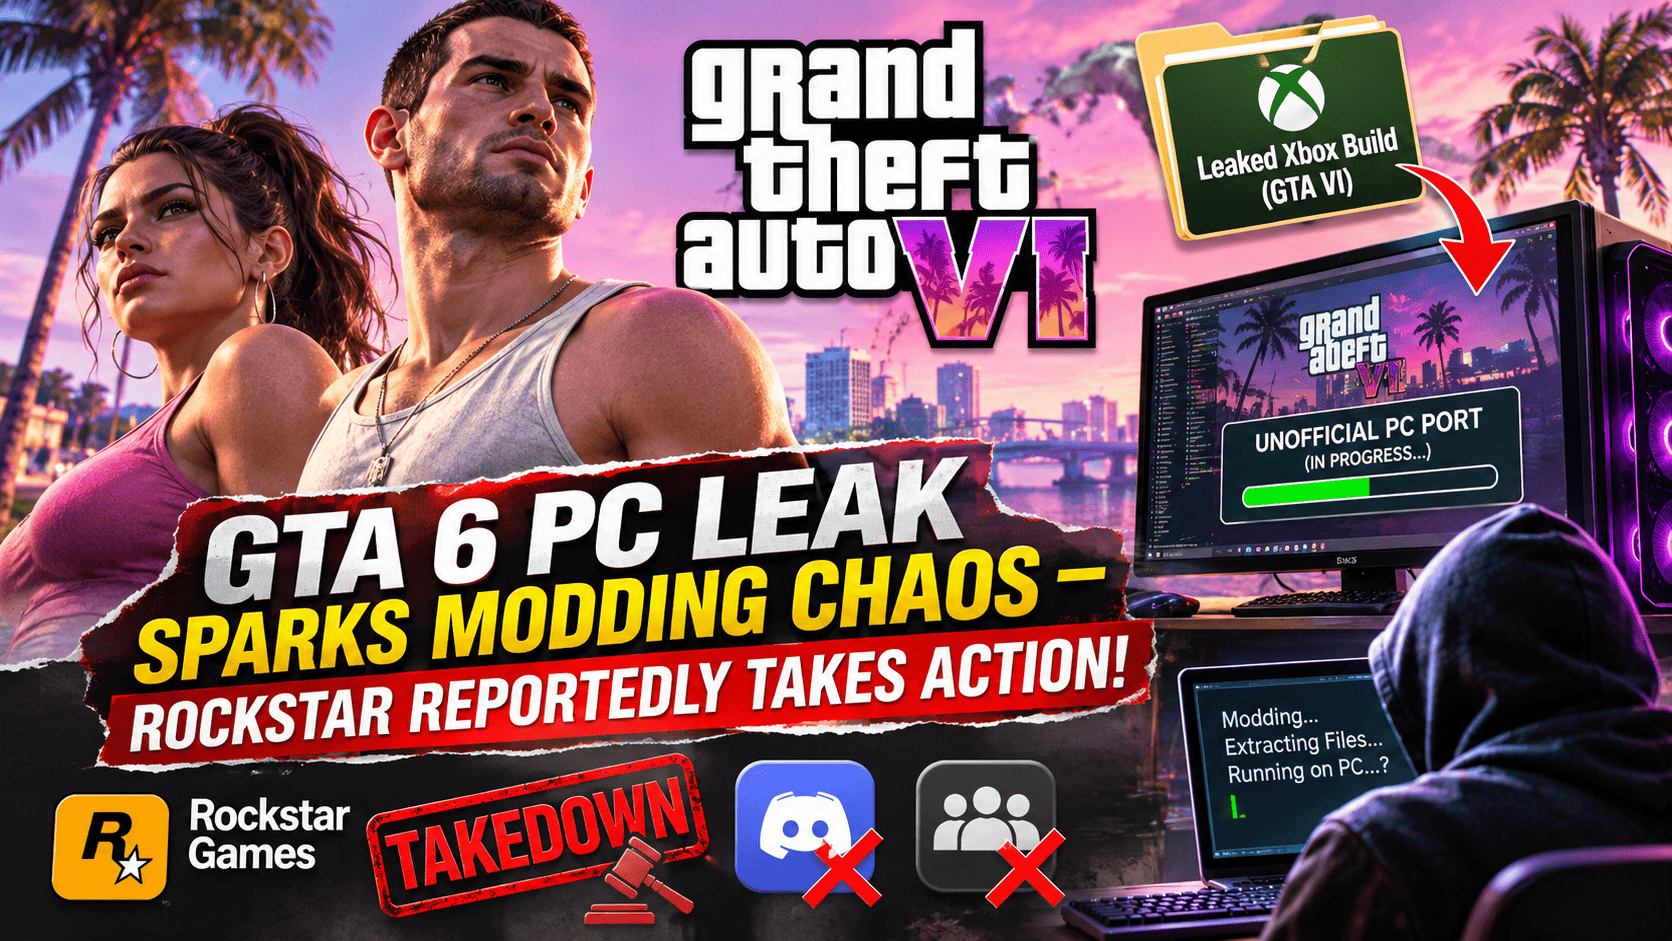 grand
theft
auto VI
Leaked Xbox Build
(GTA VI)
grand
abeft
VI
UNOFFICIAL PC PORT
(IN PROGRESS...)
GTA 6 PC LEAK
SPARKS MODDING CHAOS –
ROCKSTAR REPORTEDLY TAKES ACTION!
Modding...
Extracting Files...
Running on PC...?
R
Rockstar
Games
TAKEDOWN